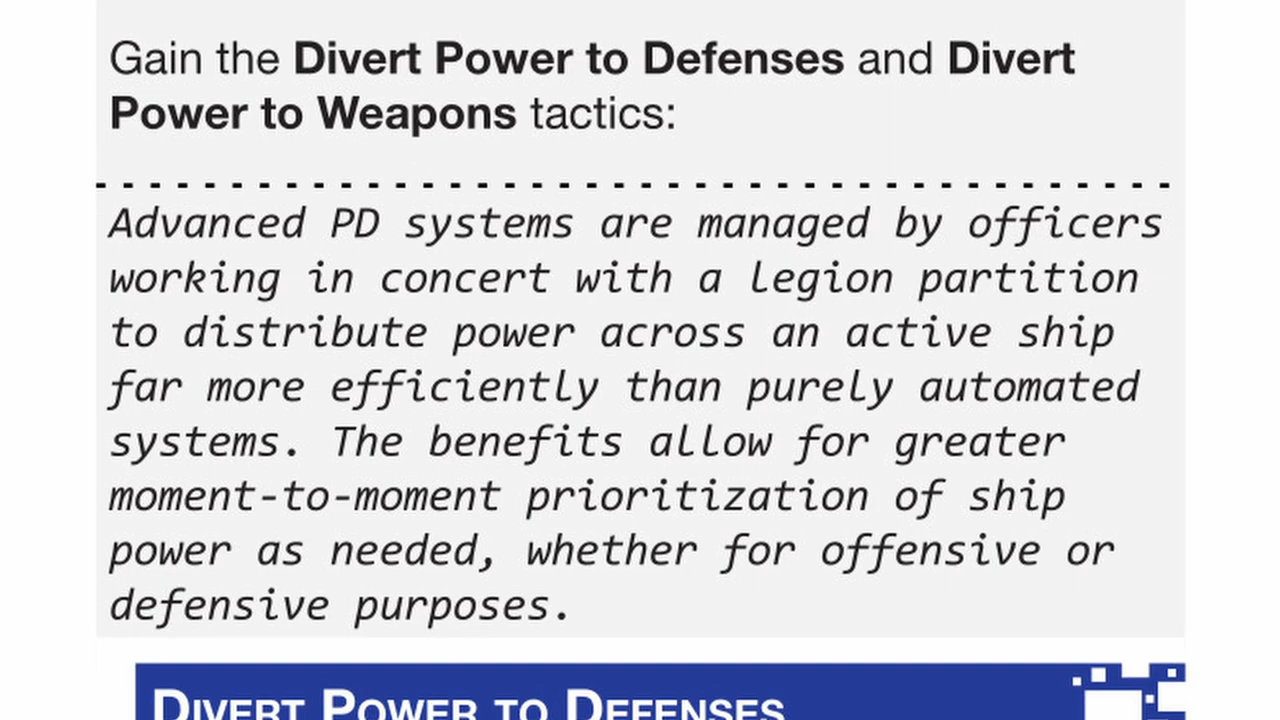 Gain the Divert Power to Defenses and Divert
Power to Weapons tactics:
Advanced PD systems are managed by officers
working in concert with a legion partition
to distribute power across an active ship
far more efficiently than purely automated
systems. The benefits allow for greater
moment-to-moment prioritization of ship
power as needed, whether for offensive or
defensive purposes.
Divert Power to Defenses